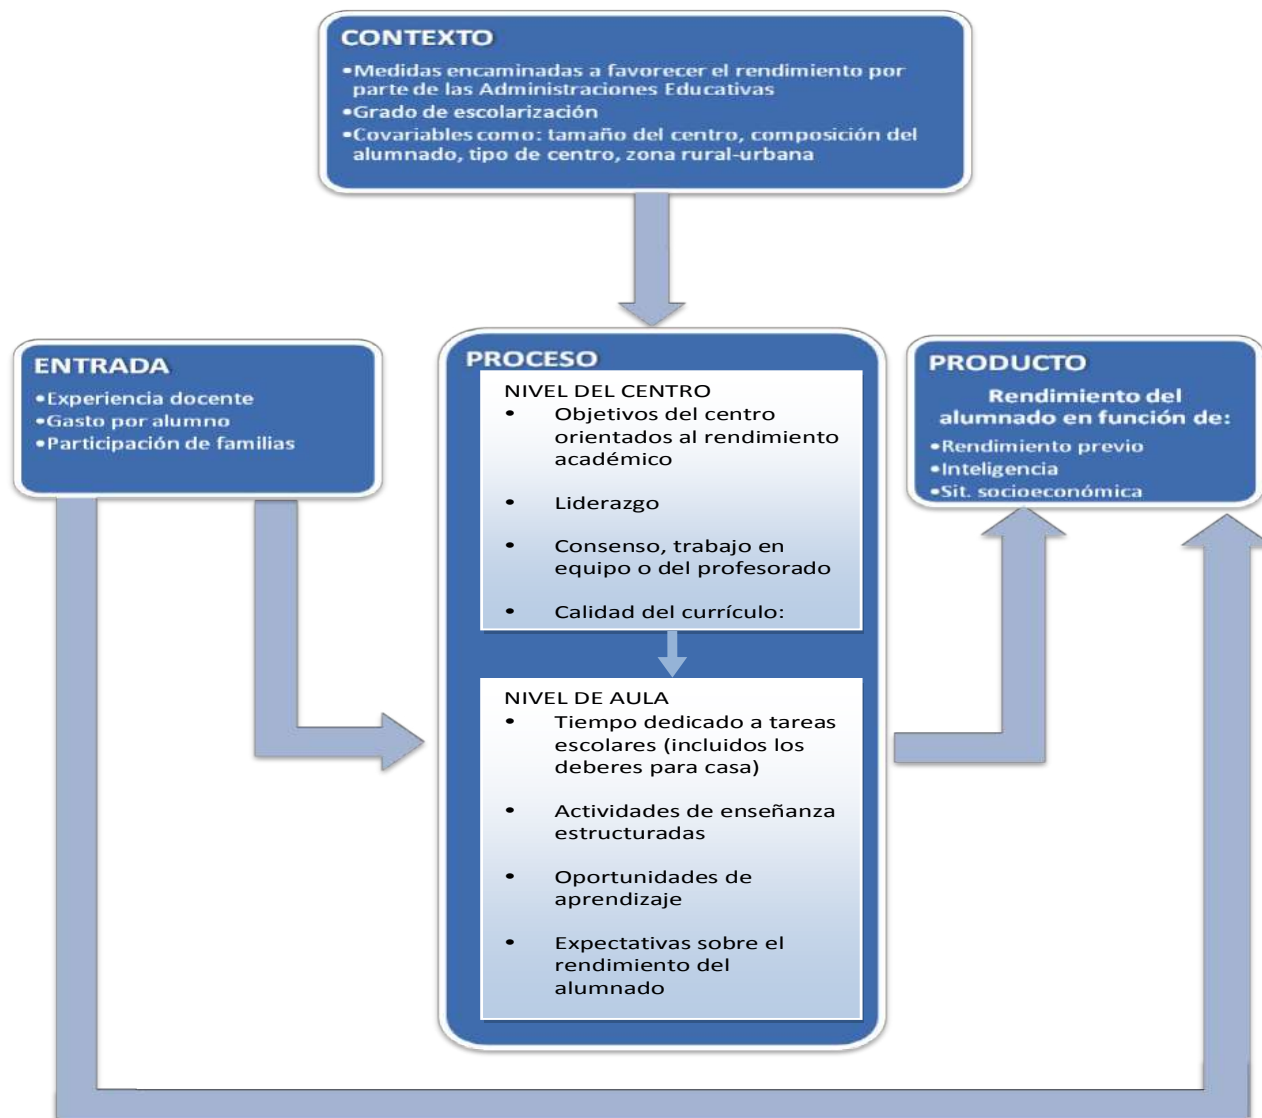 CONTEXTO
•Medidas encaminadas a favorecer el rendimiento por
parte de las Administraciones Educativas
•Grado de escolarización
•Covariables como: tamaño del centro, composición del
alumnado, tipo de centro, zona rural-urbana
ENTRADA
•Experiencia docente
•Gasto por alumno
•Participación de familias
PROCESO
NIVEL DEL CENTRO
• Objetivos del centro
orientados al rendimiento
académico
• Liderazgo
• Consenso, trabajo en
equipo o del profesorado
• Calidad del currículo:
NIVEL DE AULA
• Tiempo dedicado a tareas
escolares (incluidos los
deberes para casa)
• Actividades de enseñanza
estructuradas
• Oportunidades de
aprendizaje
• Expectativas sobre el
rendimiento del
alumnado
PRODUCTO
Rendimiento del
alumnado en función de:
•Rendimiento previo
•Inteligencia
•Sit. socioeconómica